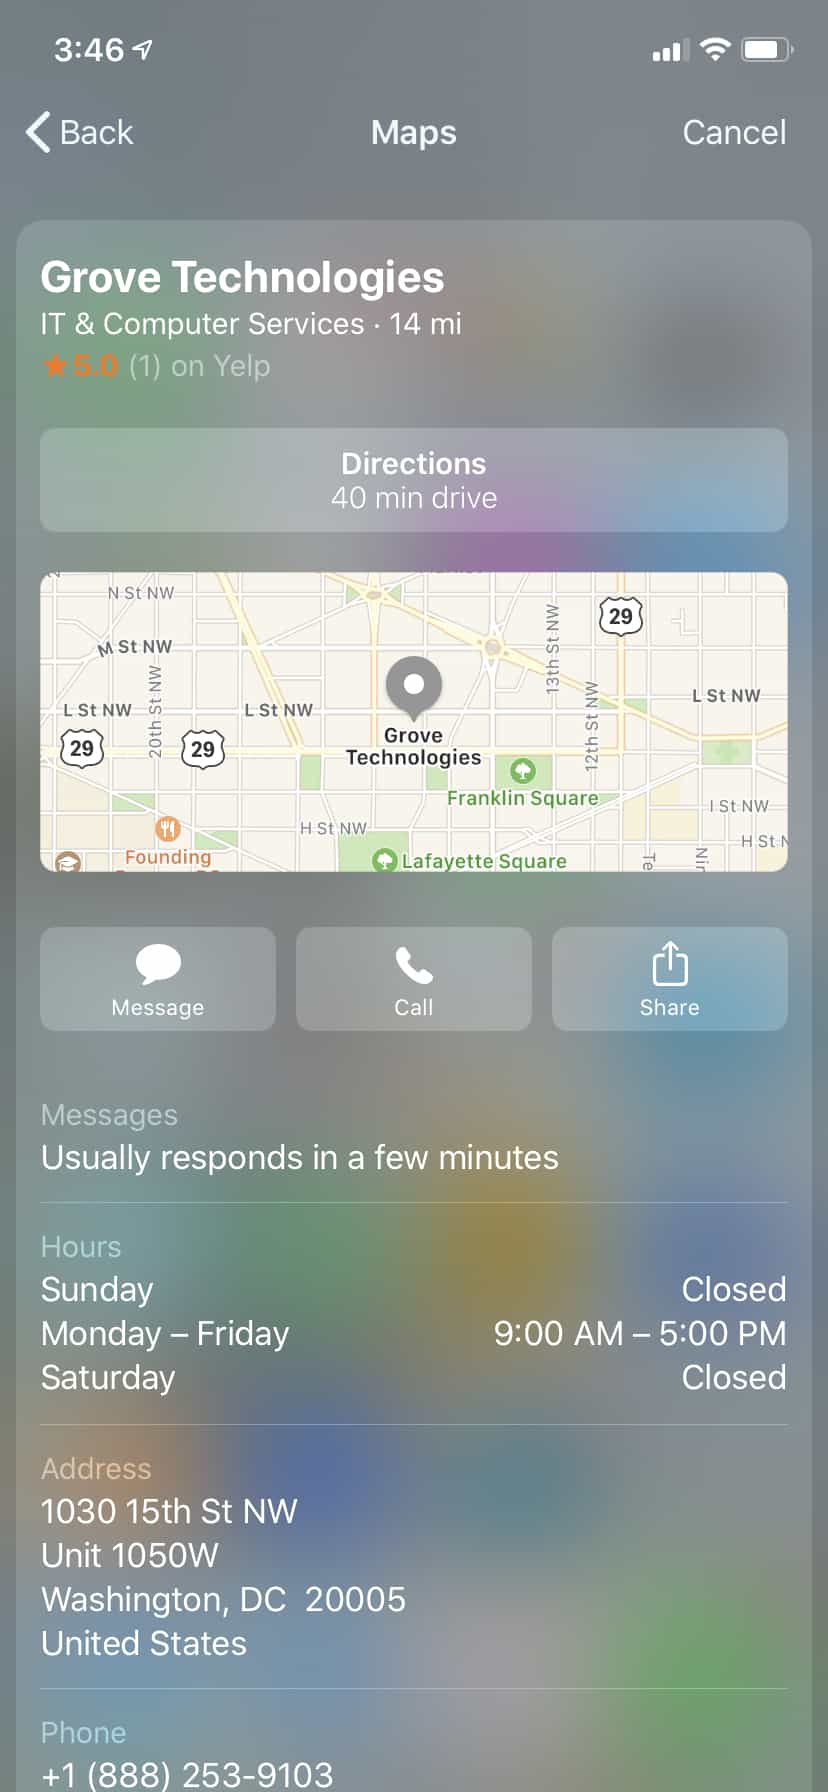 3:46
Back Maps Cancel
Grove Technologies
IT & Computer Services · 14 mi
★ 5.0 (1) on Yelp
Directions
40 min drive
N St NW
M St NW
20th St NW
13th St NW
12th St NW
29
L St NW
L St NW
L St NW
29
29
Grove
Technologies
Franklin Square
I St NW
H St NW
H St N
Founding
Lafayette Square
Te
Nin
Message
Call
Share
Messages
Usually responds in a few minutes
Hours
Sunday Closed
Monday – Friday 9:00 AM – 5:00 PM
Saturday Closed
Address
1030 15th St NW
Unit 1050W
Washington, DC 20005
United States
Phone
+1 (888) 253-9103